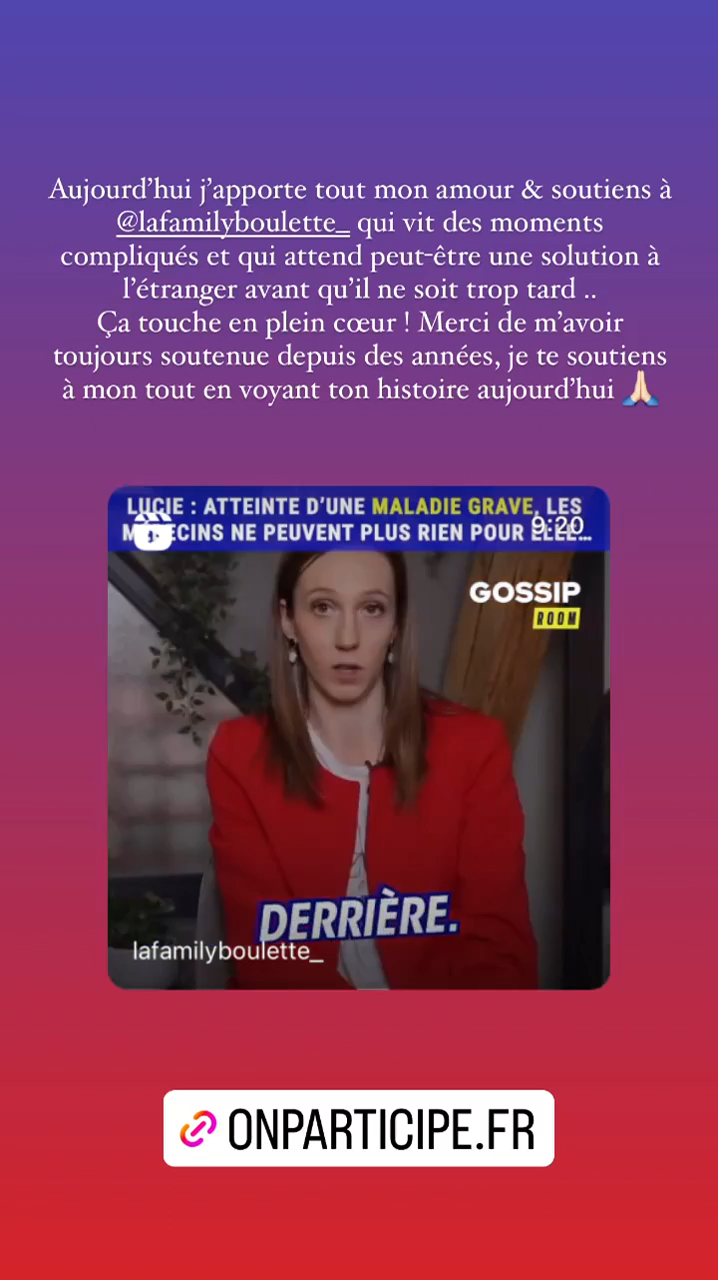 Aujourd’hui j’apporte tout mon amour & soutiens à
@lafamilyboulette_ qui vit des moments
compliqués et qui attend peut-être une solution à
l’étranger avant qu’il ne soit trop tard ..
Ça touche en plein cœur ! Merci de m’avoir
toujours soutenue depuis des années, je te soutiens
à mon tout en voyant ton histoire aujourd’hui 🙏🏻
LUCIE : ATTEINTE D’UNE MALADIE GRAVE, LES
MÉDECINS NE PEUVENT PLUS RIEN POUR ELLE…
9:20
GOSSIP
ROOM
DERRIÈRE.
lafamilyboulette_
ONPARTICIPE.FR